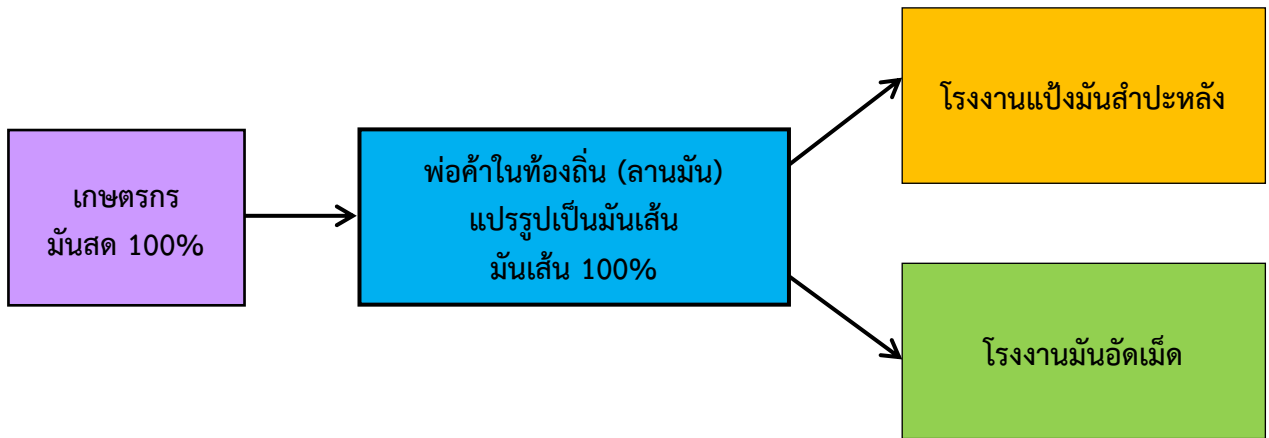 เกษตรกร
มันสด 100%
พ่อค้าในท้องถิ่น (ลานมัน)
แปรรูปเป็นมันเส้น
มันเส้น 100%
โรงงานแป้งมันสำปะหลัง
โรงงานมันอัดเม็ด